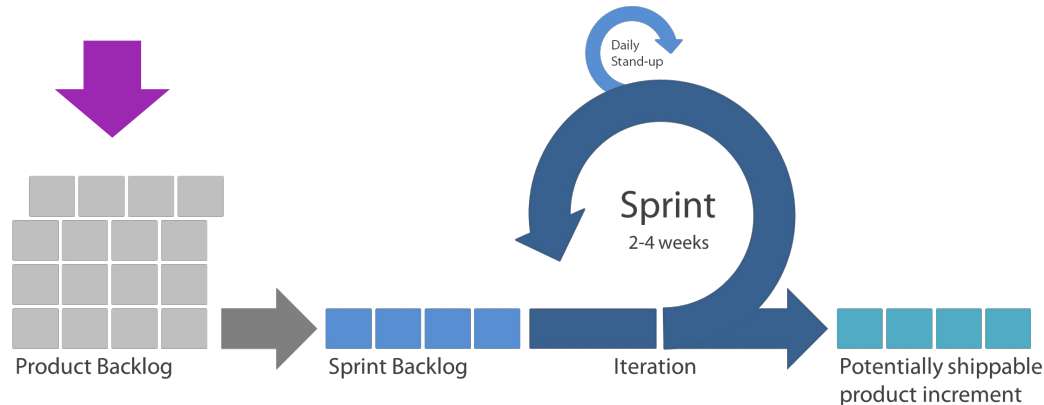 Daily
Stand-up
Sprint
2-4 weeks
Product Backlog
Sprint Backlog
Iteration
Potentially shippable
product increment